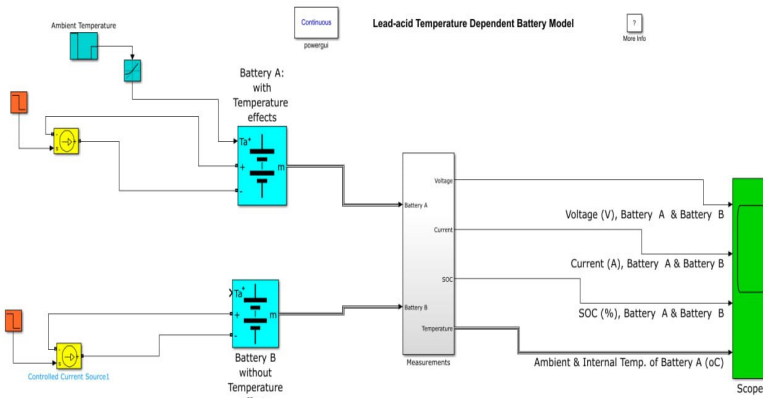 Ambient Temperature
Continuous
powergui
Lead-acid Temperature Dependent Battery Model
?
More Info
Battery A:
with
Temperature
effects
Ta*
+
m
-
-
+
s
Voltage
Battery A
Voltage (V), Battery A & Battery B
Current
Current (A), Battery A & Battery B
SOC
SOC (%), Battery A & Battery B
Battery B
Temperature
Ambient & Internal Temp. of Battery A (oC)
Measurements
Scope
Ta*
+
m
-
-
+
s
Controlled Current Source1
Battery B
without
Temperature